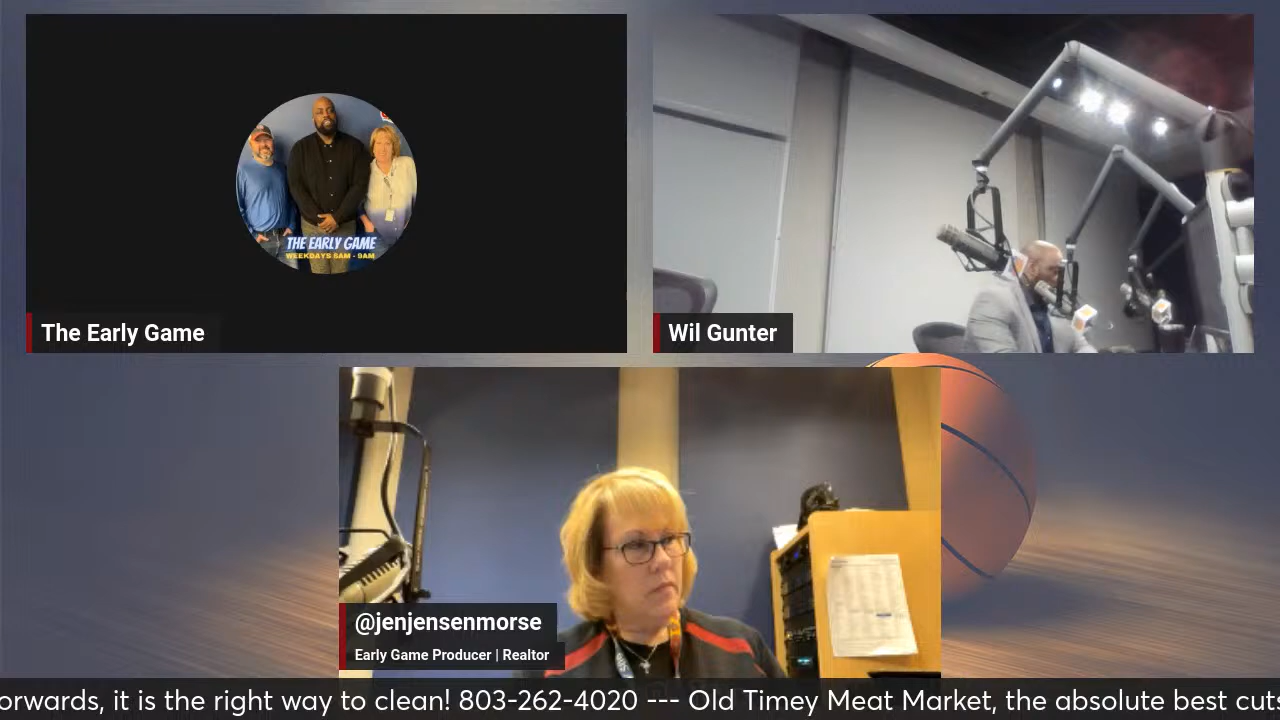 THE EARLY GAME
WEEKDAYS 8AM - 9AM
The Early Game
Wil Gunter
@jenjensenmorse
Early Game Producer | Realtor
orwards, it is the right way to clean! 803-262-4020 --- Old Timey Meat Market, the absolute best cuts